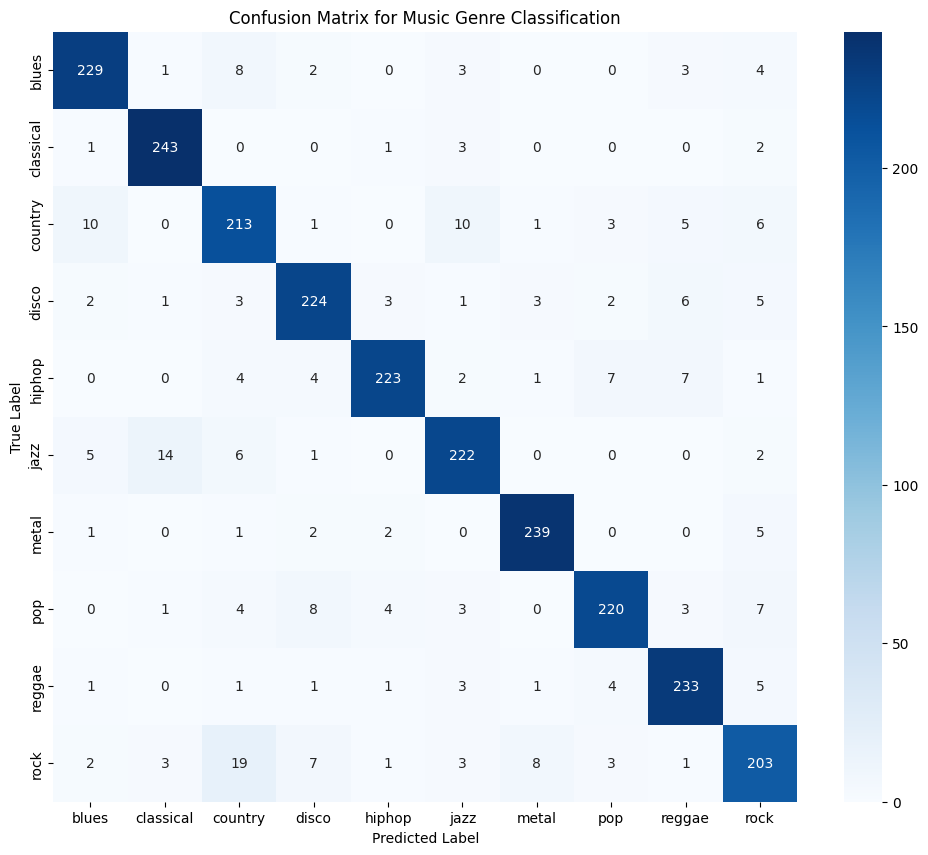 Confusion Matrix for Music Genre Classification
True Label
blues 229 1 8 2 0 3 0 0 3 4
classical 1 243 0 0 1 3 0 0 0 2
country 10 0 213 1 0 10 1 3 5 6
disco 2 1 3 224 3 1 3 2 6 5
hiphop 0 0 4 4 223 2 1 7 7 1
jazz 5 14 6 1 0 222 0 0 0 2
metal 1 0 1 2 2 0 239 0 0 5
pop 0 1 4 8 4 3 0 220 3 7
reggae 1 0 1 1 1 3 1 4 233 5
rock 2 3 19 7 1 3 8 3 1 203
blues classical country disco hiphop jazz metal pop reggae rock
Predicted Label
200
150
100
50
0